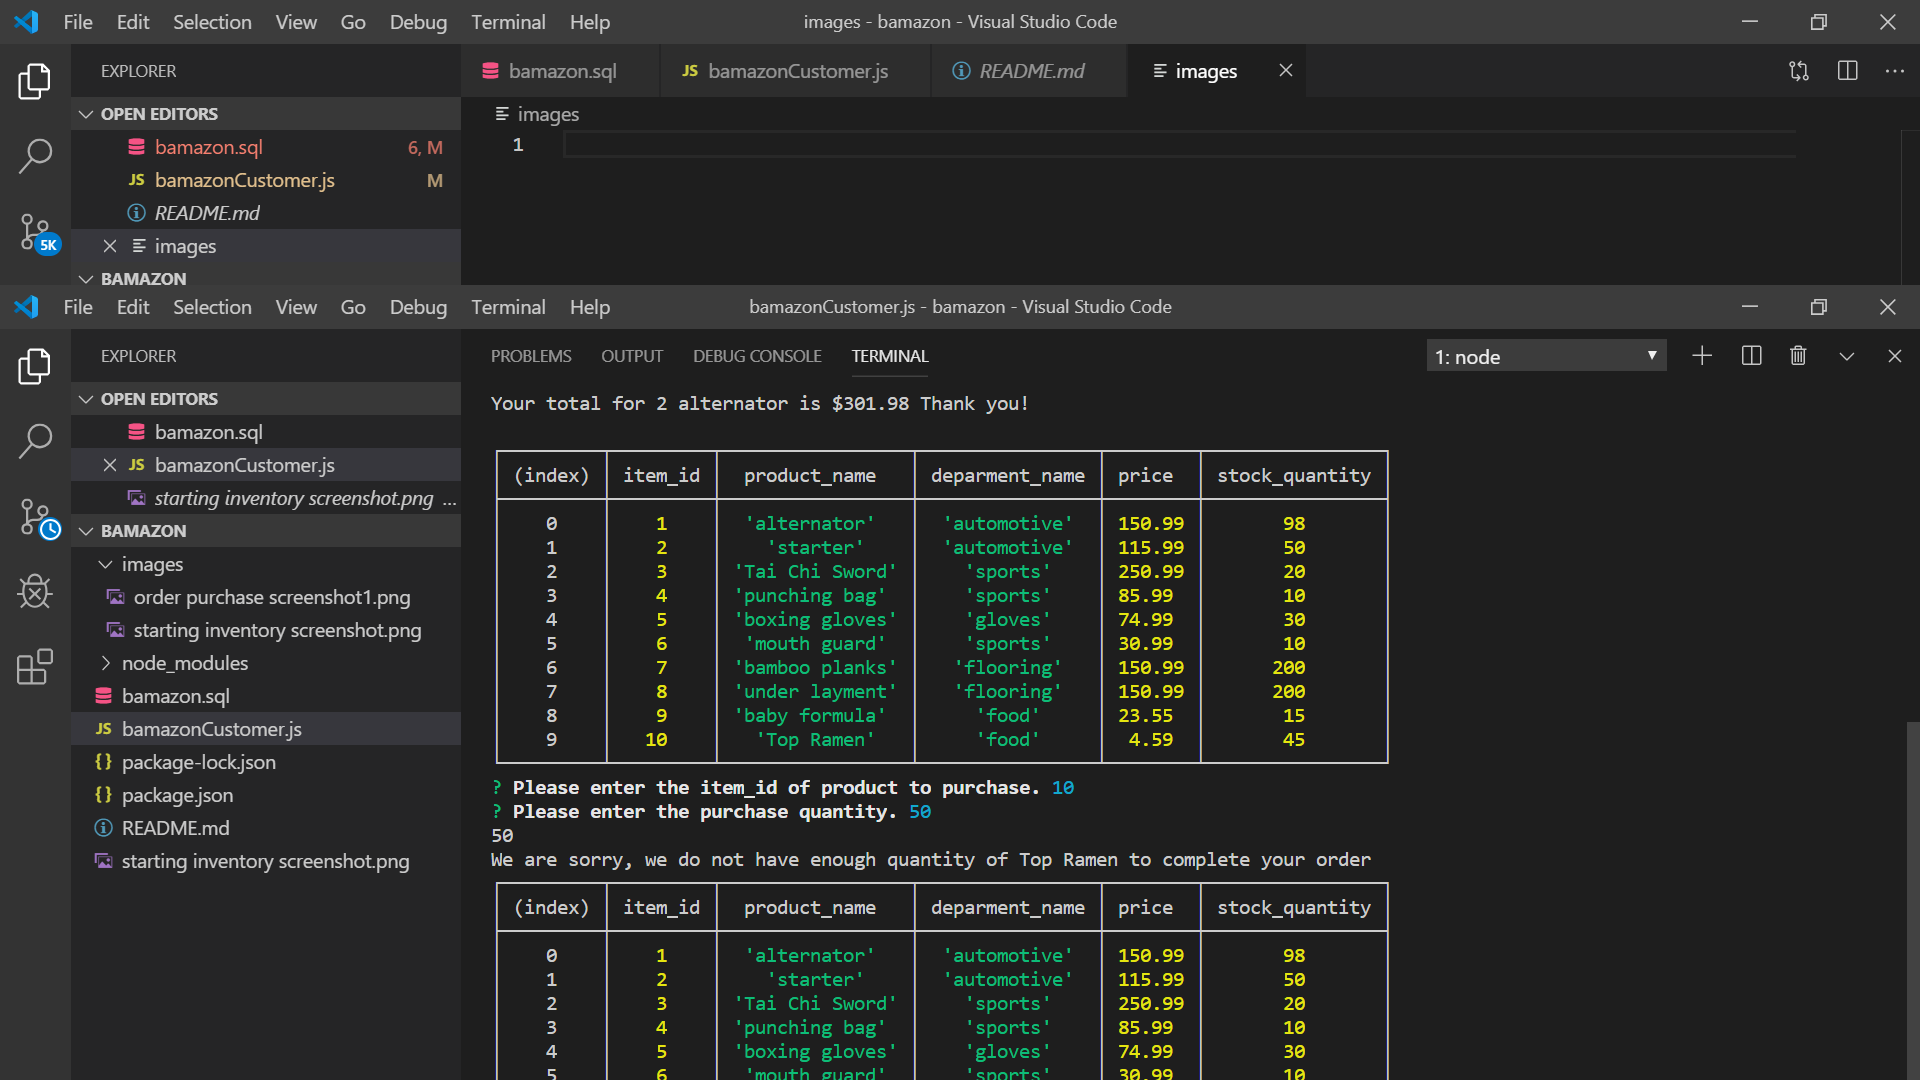 File Edit Selection View Go Debug Terminal Help images - bamazon - Visual Studio Code
EXPLORER
bamazon.sql JS bamazonCustomer.js README.md images
OPEN EDITORS
images
bamazon.sql 6, M
1
JS bamazonCustomer.js M
README.md
5K
images
BAMAZON
File Edit Selection View Go Debug Terminal Help bamazonCustomer.js - bamazon - Visual Studio Code
EXPLORER
OPEN EDITORS
bamazon.sql
JS bamazonCustomer.js
starting inventory screenshot.png ...
BAMAZON
images
order purchase screenshot1.png
starting inventory screenshot.png
node_modules
bamazon.sql
JS bamazonCustomer.js
{} package-lock.json
{} package.json
README.md
starting inventory screenshot.png
PROBLEMS OUTPUT DEBUG CONSOLE TERMINAL 1: node
Your total for 2 alternator is $301.98 Thank you!
(index) item_id product_name deparment_name price stock_quantity
0 1 'alternator' 'automotive' 150.99 98
1 2 'starter' 'automotive' 115.99 50
2 3 'Tai Chi Sword' 'sports' 250.99 20
3 4 'punching bag' 'sports' 85.99 10
4 5 'boxing gloves' 'gloves' 74.99 30
5 6 'mouth guard' 'sports' 30.99 10
6 7 'bamboo planks' 'flooring' 150.99 200
7 8 'under layment' 'flooring' 150.99 200
8 9 'baby formula' 'food' 23.55 15
9 10 'Top Ramen' 'food' 4.59 45
? Please enter the item_id of product to purchase. 10
? Please enter the purchase quantity. 50
50
We are sorry, we do not have enough quantity of Top Ramen to complete your order
(index) item_id product_name deparment_name price stock_quantity
0 1 'alternator' 'automotive' 150.99 98
1 2 'starter' 'automotive' 115.99 50
2 3 'Tai Chi Sword' 'sports' 250.99 20
3 4 'punching bag' 'sports' 85.99 10
4 5 'boxing gloves' 'gloves' 74.99 30
5 6 'mouth guard' 'sports' 30.99 10